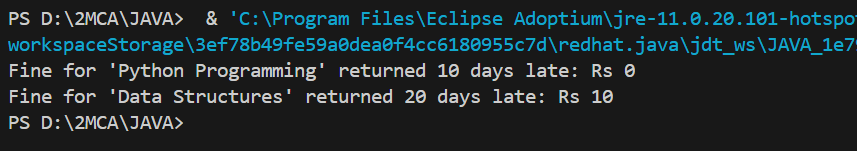 PS D:\2MCA\JAVA>  & 'C:\Program Files\Eclipse Adoptium\jre-11.0.20.101-hotspo
workspaceStorage\3ef78b49fe59a0dea0f4cc6180955c7d\redhat.java\jdt_ws\JAVA_1e79
Fine for 'Python Programming' returned 10 days late: Rs 0
Fine for 'Data Structures' returned 20 days late: Rs 10
PS D:\2MCA\JAVA>